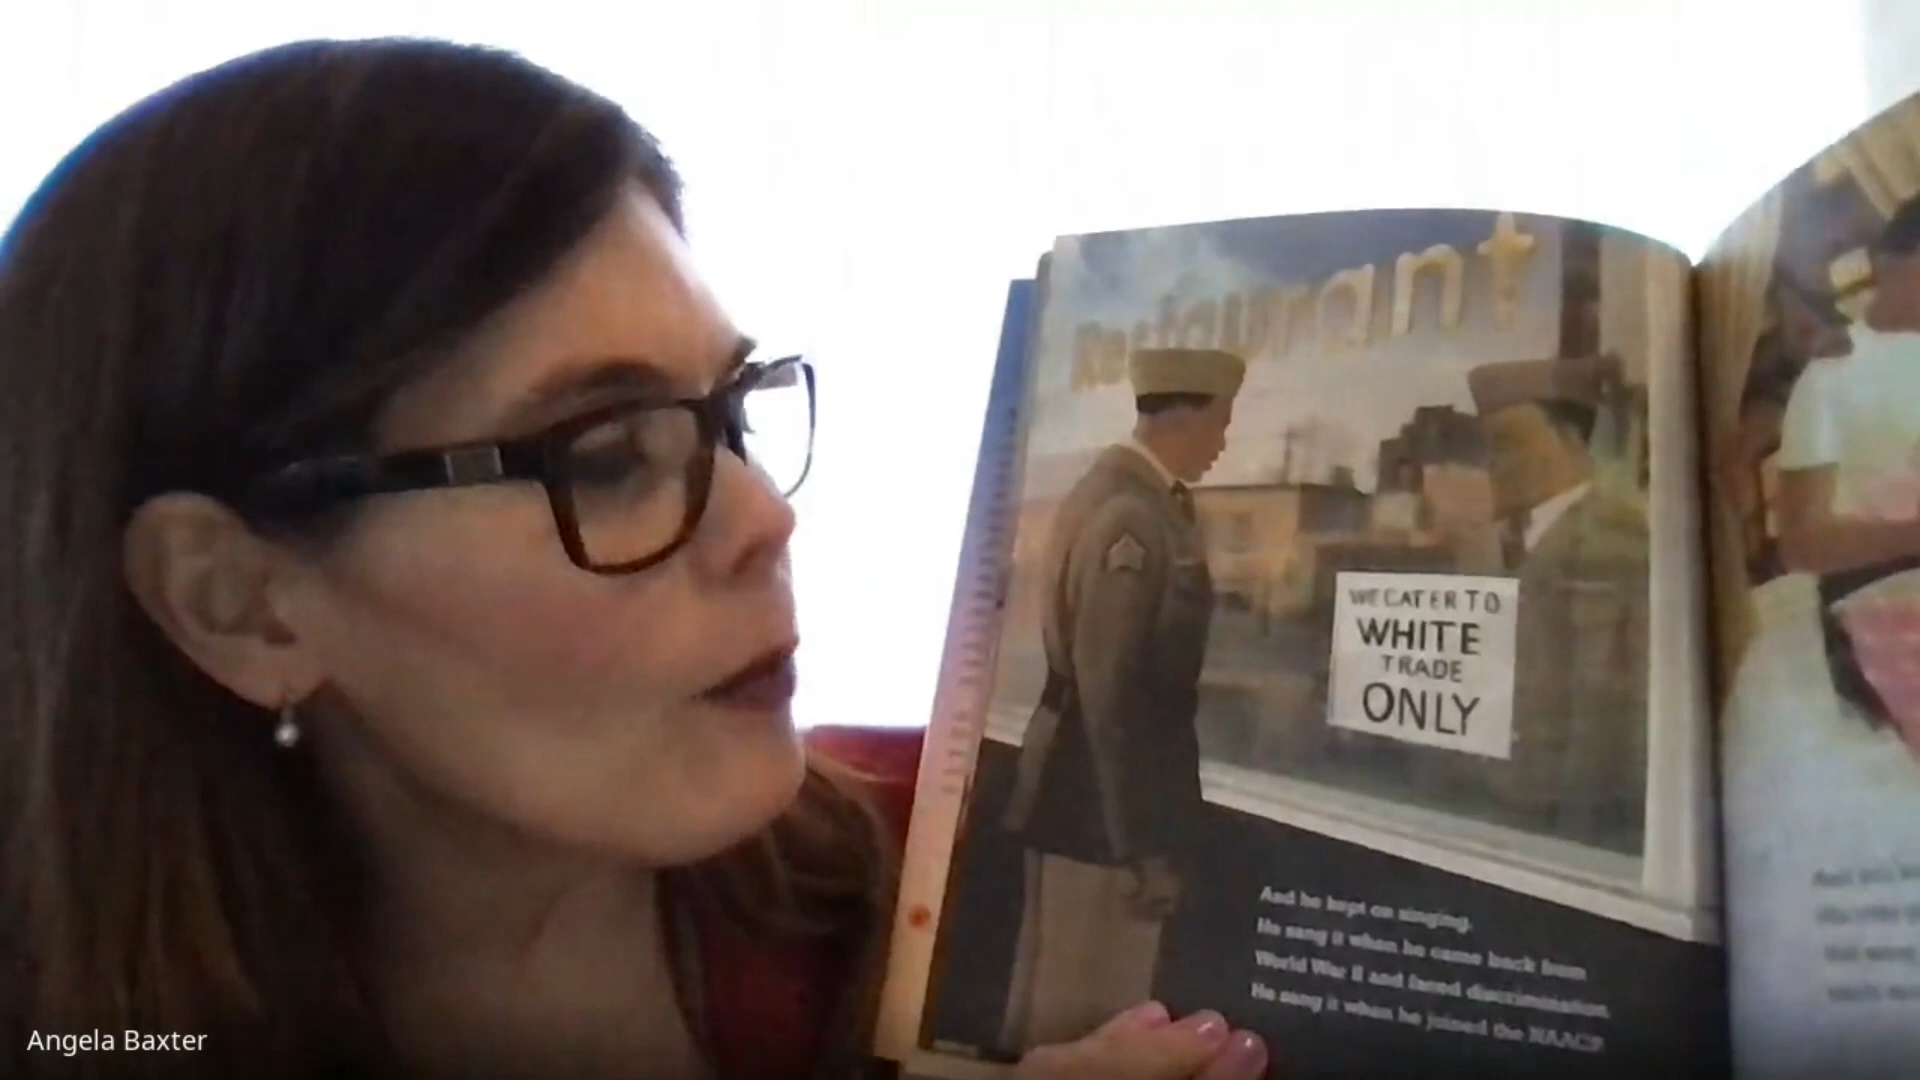 Restaurant
WE CATER TO
WHITE
TRADE
ONLY
And he kept on singing.
He sang it when he came back from
World War II and faced discrimination.
He sang it when he joined the NAACP.
Angela Baxter